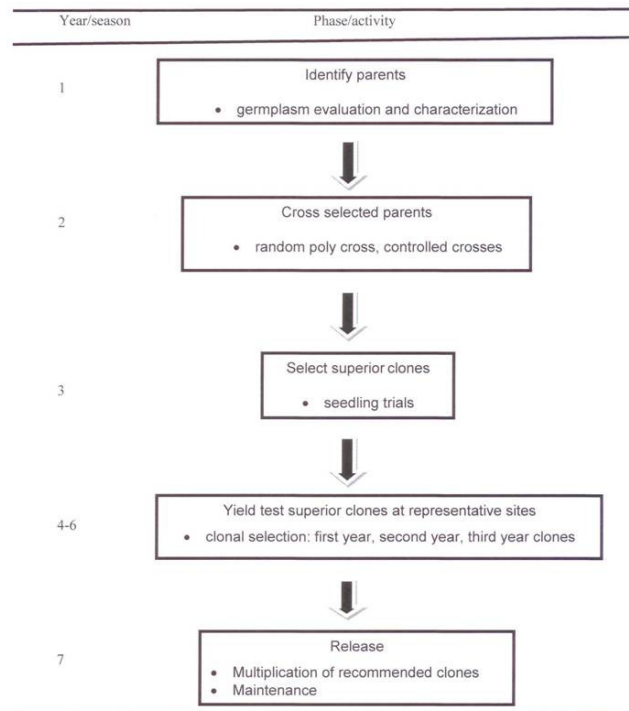 Year/season Phase/activity
1
Identify parents
• germplasm evaluation and characterization
2
Cross selected parents
• random poly cross, controlled crosses
3
Select superior clones
• seedling trials
4-6
Yield test superior clones at representative sites
• clonal selection: first year, second year, third year clones
7
Release
• Multiplication of recommended clones
• Maintenance